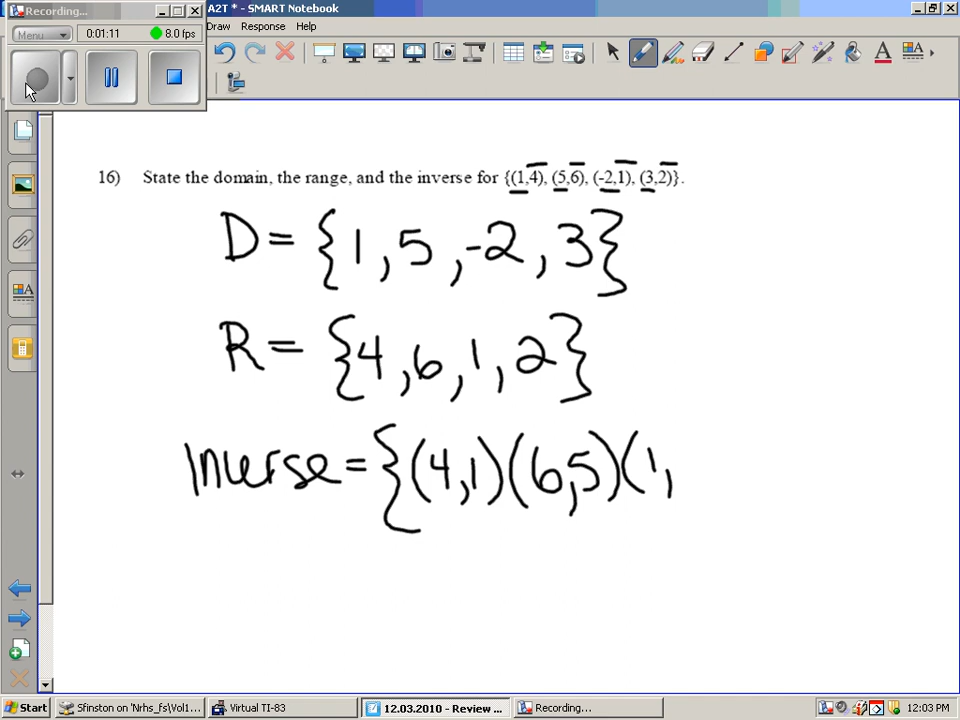 Recording...
A2T * - SMART Notebook
Menu
0:01:11
8.0 fps
Draw Response Help
16) State the domain, the range, and the inverse for {(1,4), (5,6), (-2,1), (3,2)}.
D = {1, 5, -2, 3}
R = {4, 6, 1, 2}
Inverse = {(4,1)(6,5)(1,
Start
Sfinston on 'Nrhs_fs\Vol1...
Virtual TI-83
12.03.2010 - Review ...
Recording...
12:03 PM